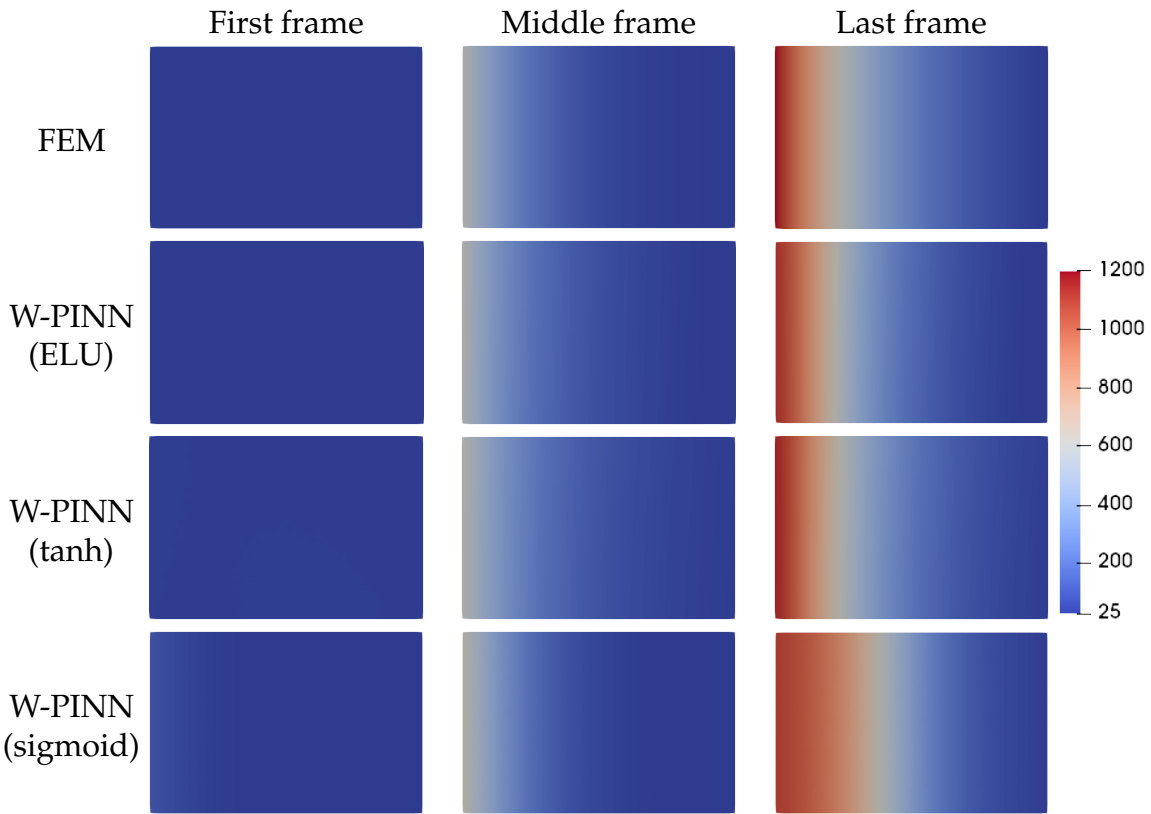 First frame
Middle frame
Last frame
FEM
W-PINN
(ELU)
1200
1000
800
600
400
200
25
W-PINN
(tanh)
W-PINN
(sigmoid)